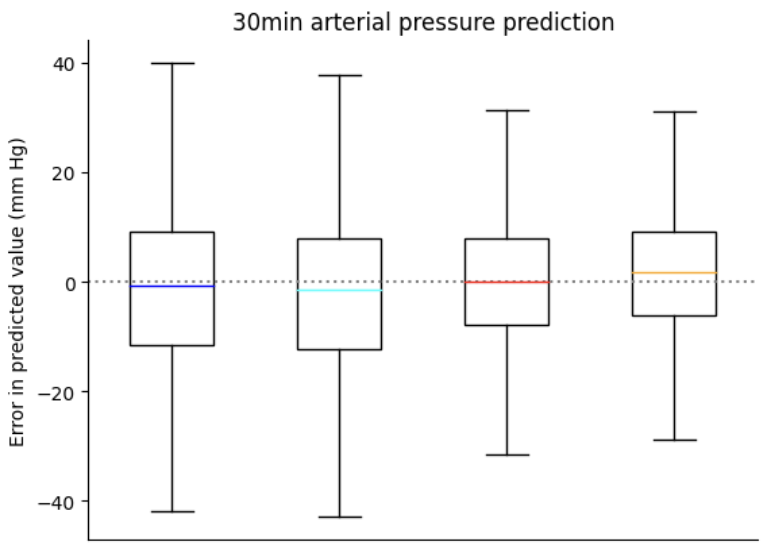 30min arterial pressure prediction
Error in predicted value (mm Hg)
40
20
0
−20
−40